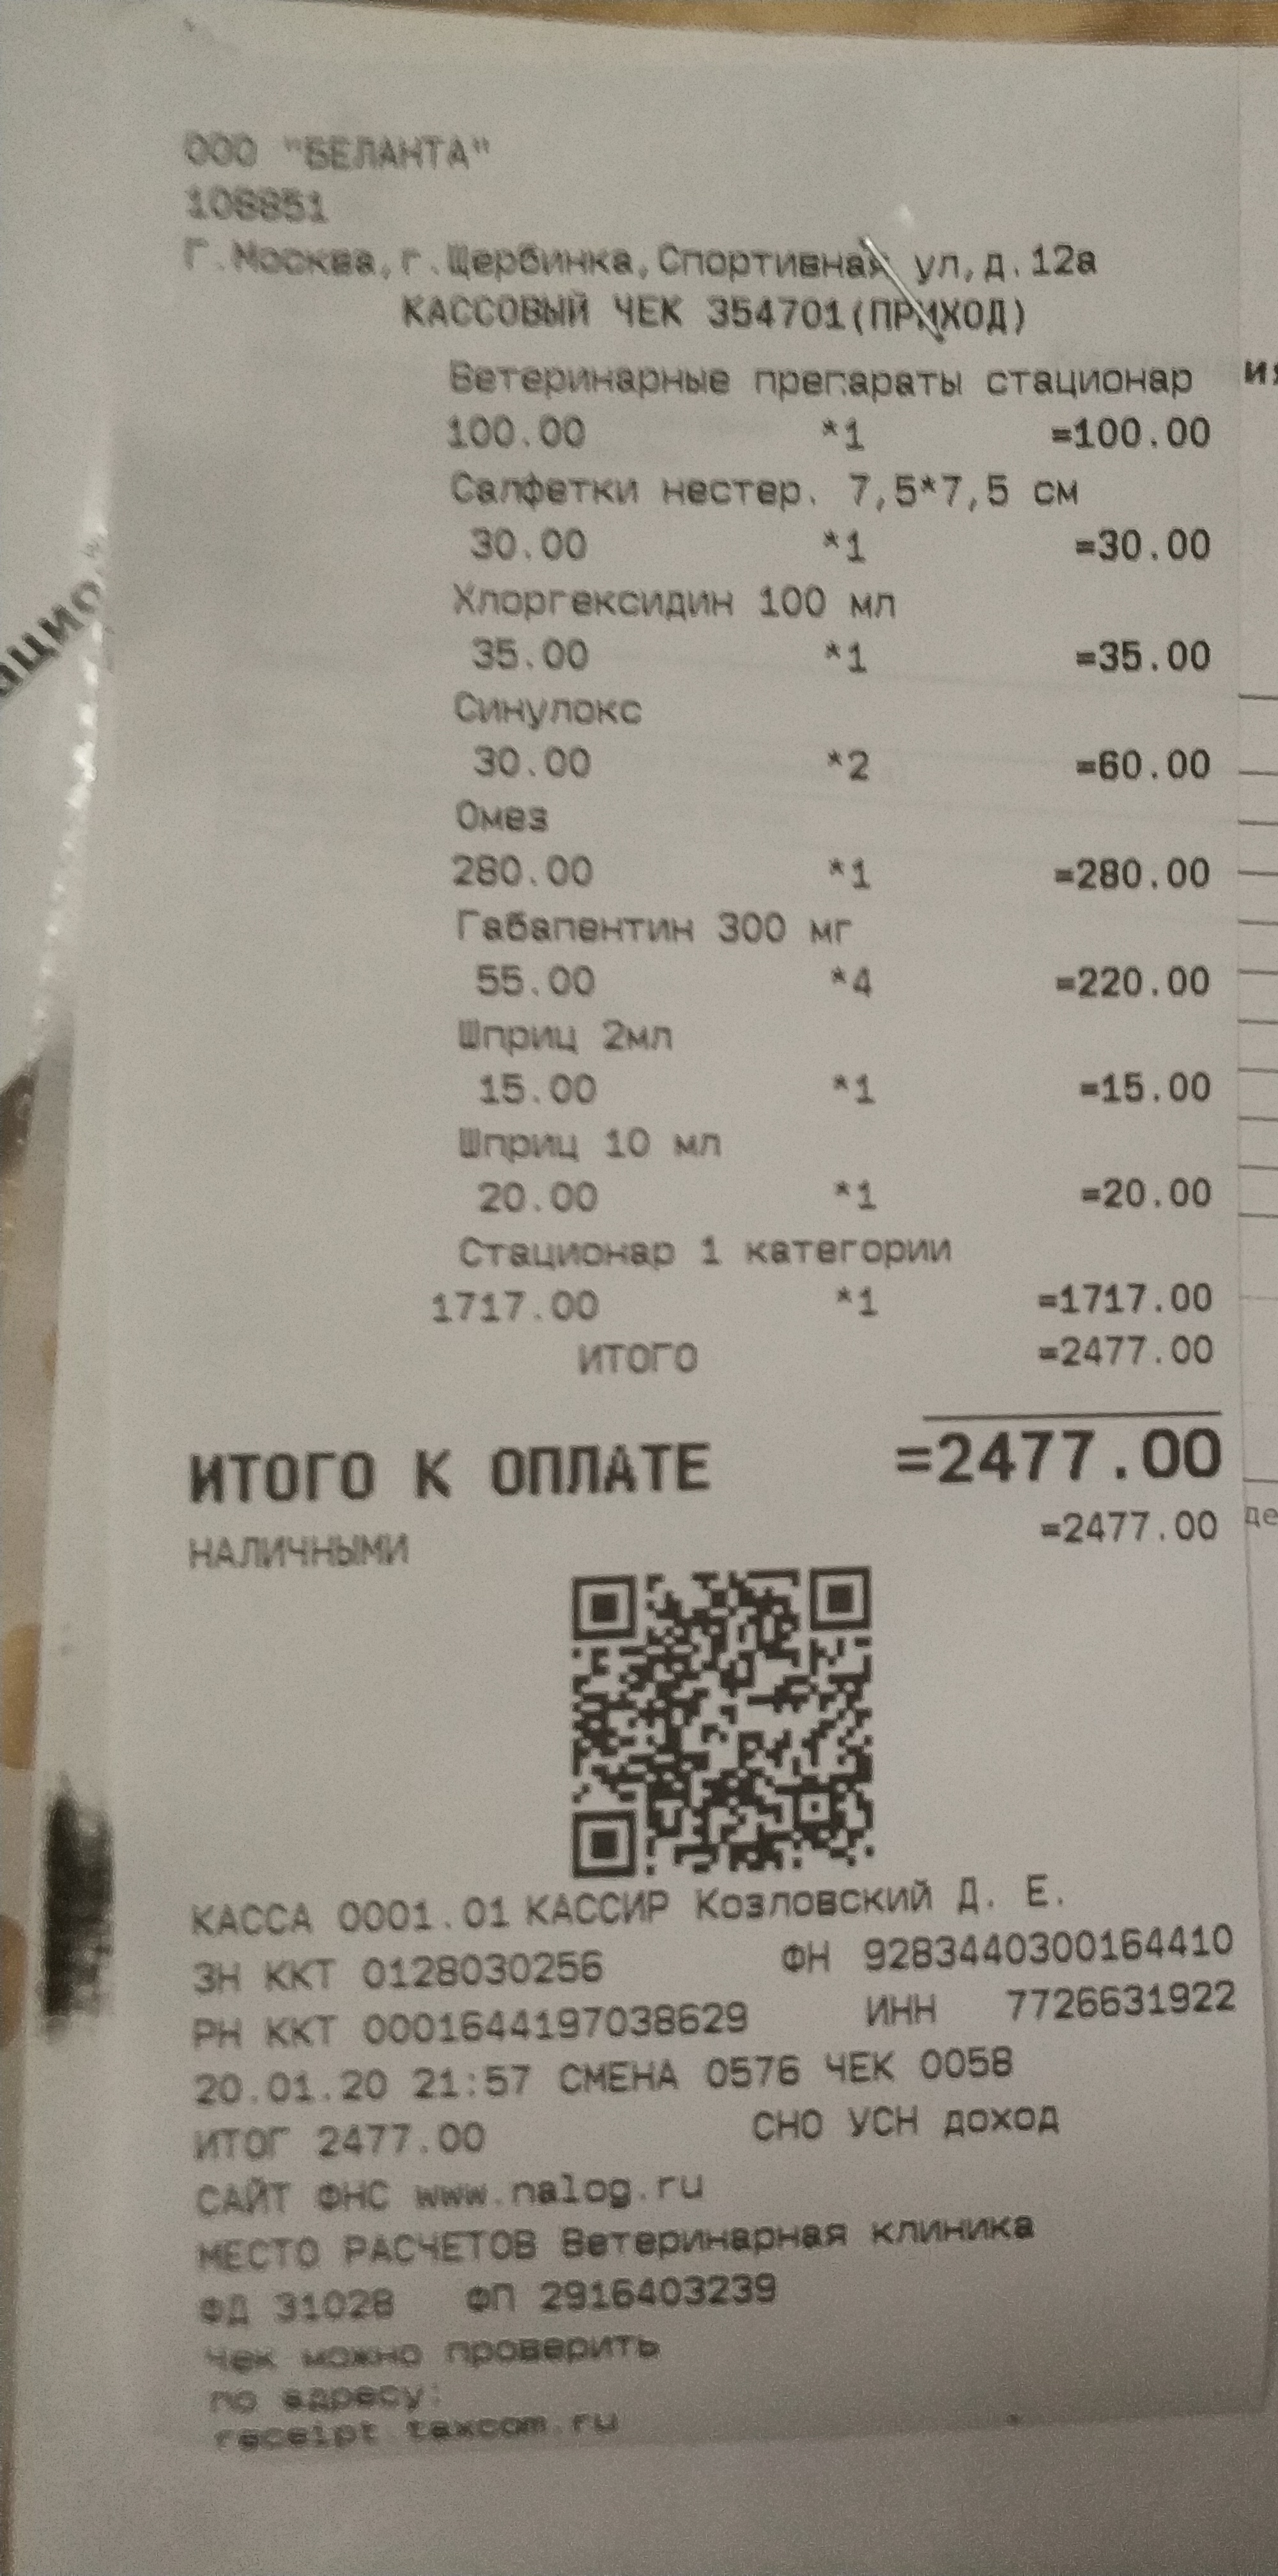 ООО "БЕЛАНТА"
108851
Г.Москва,г.Щербинка,Спортивная ул,д.12а
КАССОВЫЙ ЧЕК 354701(ПРИХОД)
Ветеринарные препараты стационар
100.00 *1 =100.00
Салфетки нестер. 7,5*7,5 см
30.00 *1 =30.00
Хлоргексидин 100 мл
35.00 *1 =35.00
Синулокс
30.00 *2 =60.00
Омез
280.00 *1 =280.00
Габапентин 300 мг
55.00 *4 =220.00
Шприц 2мл
15.00 *1 =15.00
Шприц 10 мл
20.00 *1 =20.00
Стационар 1 категории
1717.00 *1 =1717.00
ИТОГО =2477.00
ИТОГО К ОПЛАТЕ =2477.00
НАЛИЧНЫМИ =2477.00
КАССА 0001.01 КАССИР Козловский Д. Е.
ЗН ККТ 0128030256 ФН 9283440300164410
РН ККТ 0001644197038629 ИНН 7726631922
20.01.20 21:57 СМЕНА 0576 ЧЕК 0058
ИТОГ 2477.00 СНО УСН доход
САЙТ ФНС www.nalog.ru
МЕСТО РАСЧЕТОВ Ветеринарная клиника
ФД 31028 ФП 2916403239
Чек можно проверить
по адресу:
receipt.taxcom.ru